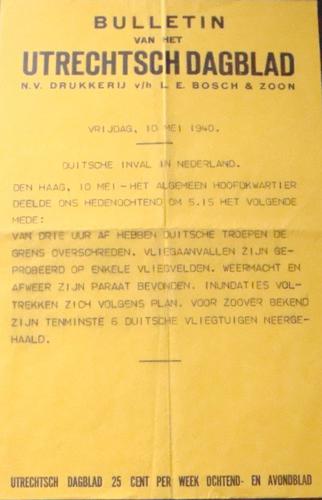 BULLETIN
VAN HET
UTRECHTSCH DAGBLAD
N.V. DRUKKERIJ v/h L. E. BOSCH & ZOON
VRIJDAG, 10 MEI 1940.
DUITSCHE INVAL IN NEDERLAND.
DEN HAAG, 10 MEI - HET ALGEMEEN HOOFDKWARTIER
DEELDE ONS HEDENOCHTEND OM 5.15 HET VOLGENDE
MEDE:
VAN DRIE UUR AF HEBBEN DUITSCHE TROEPEN DE
GRENS OVERSCHREDEN. VLIEGAANVALLEN ZIJN GE-
PROBEERD OP ENKELE VLIEGVELDEN. WEERMACHT EN
AFWEER ZIJN PARAAT BEVONDEN. INUNDATIES VOL-
TREKKEN ZICH VOLGENS PLAN. VOOR ZOOVER BEKEND
ZIJN TENMINSTE 6 DUITSCHE VLIEGTUIGEN NEERGE-
HAALD.
UTRECHTSCH DAGBLAD 25 CENT PER WEEK OCHTEND- EN AVONDBLAD